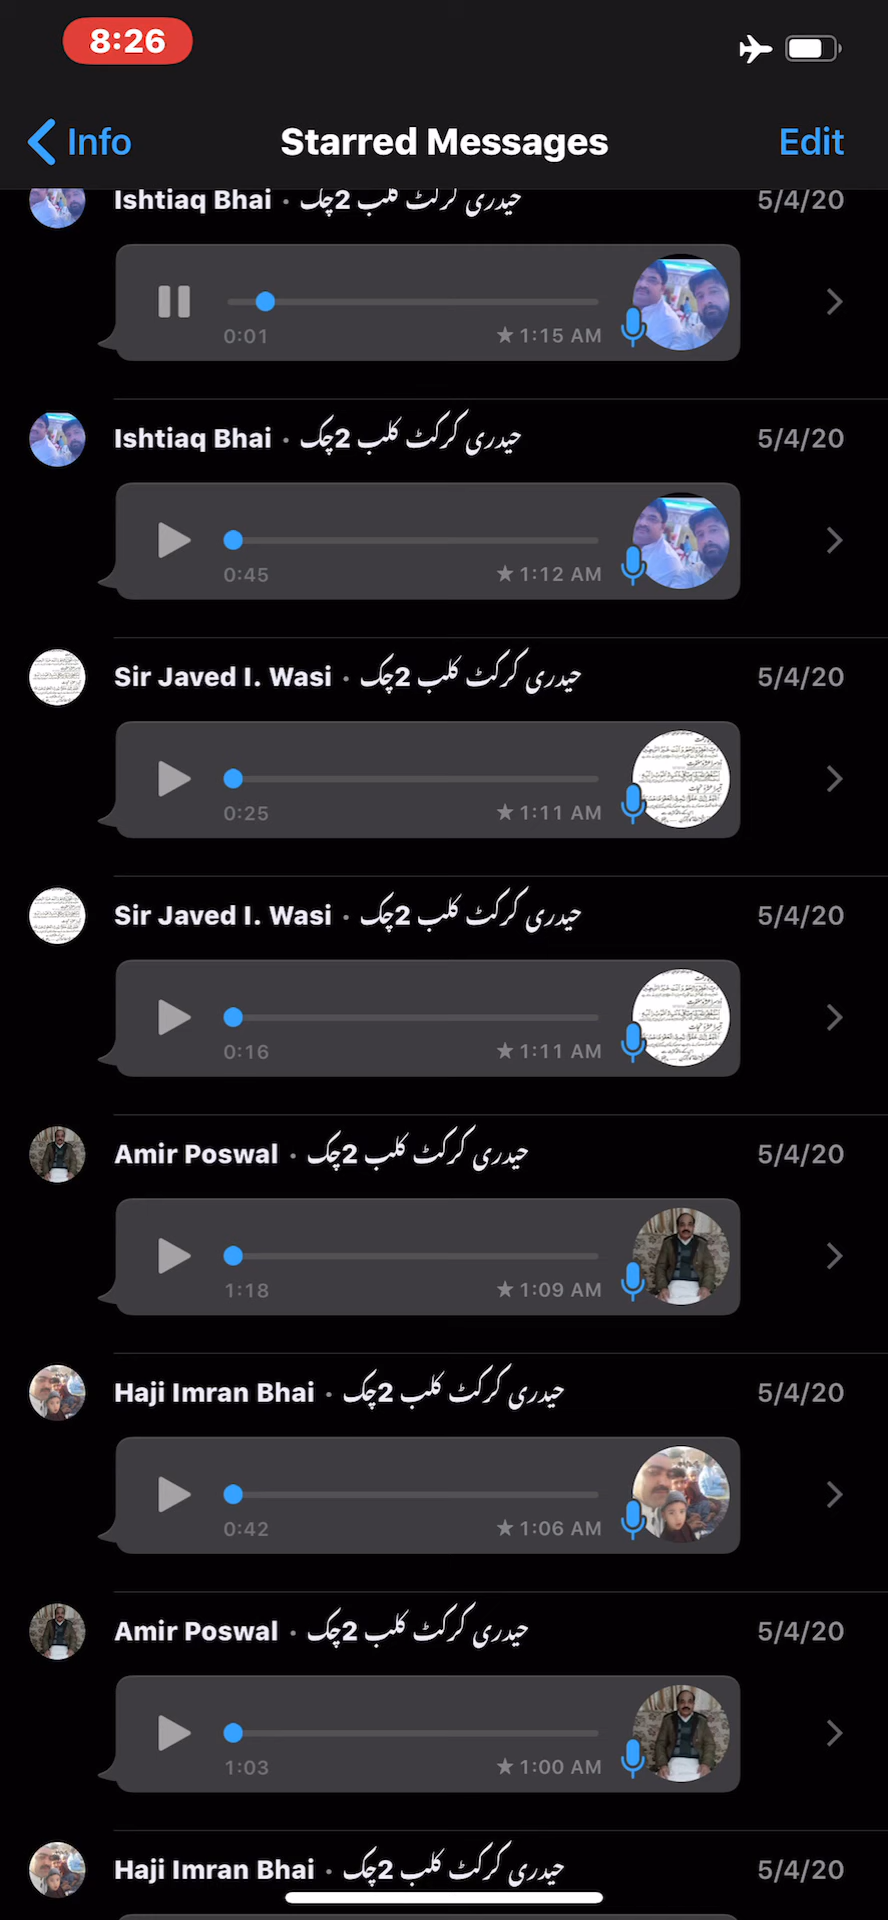 8:26
Info Starred Messages Edit
Ishtiaq Bhai · حیدری کرکٹ کلب 2چک 5/4/20
0:01 ★ 1:15 AM
Ishtiaq Bhai · حیدری کرکٹ کلب 2چک 5/4/20
0:45 ★ 1:12 AM
Sir Javed I. Wasi · حیدری کرکٹ کلب 2چک 5/4/20
0:25 ★ 1:11 AM
Sir Javed I. Wasi · حیدری کرکٹ کلب 2چک 5/4/20
0:16 ★ 1:11 AM
Amir Poswal · حیدری کرکٹ کلب 2چک 5/4/20
1:18 ★ 1:09 AM
Haji Imran Bhai · حیدری کرکٹ کلب 2چک 5/4/20
0:42 ★ 1:06 AM
Amir Poswal · حیدری کرکٹ کلب 2چک 5/4/20
1:03 ★ 1:00 AM
Haji Imran Bhai · حیدری کرکٹ کلب 2چک 5/4/20